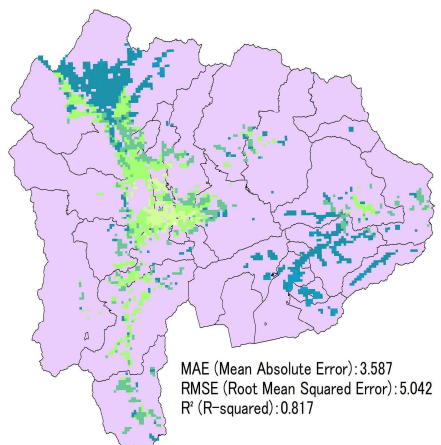 MAE (Mean Absolute Error): 3.587
RMSE (Root Mean Squared Error): 5.042
R² (R-squared): 0.817